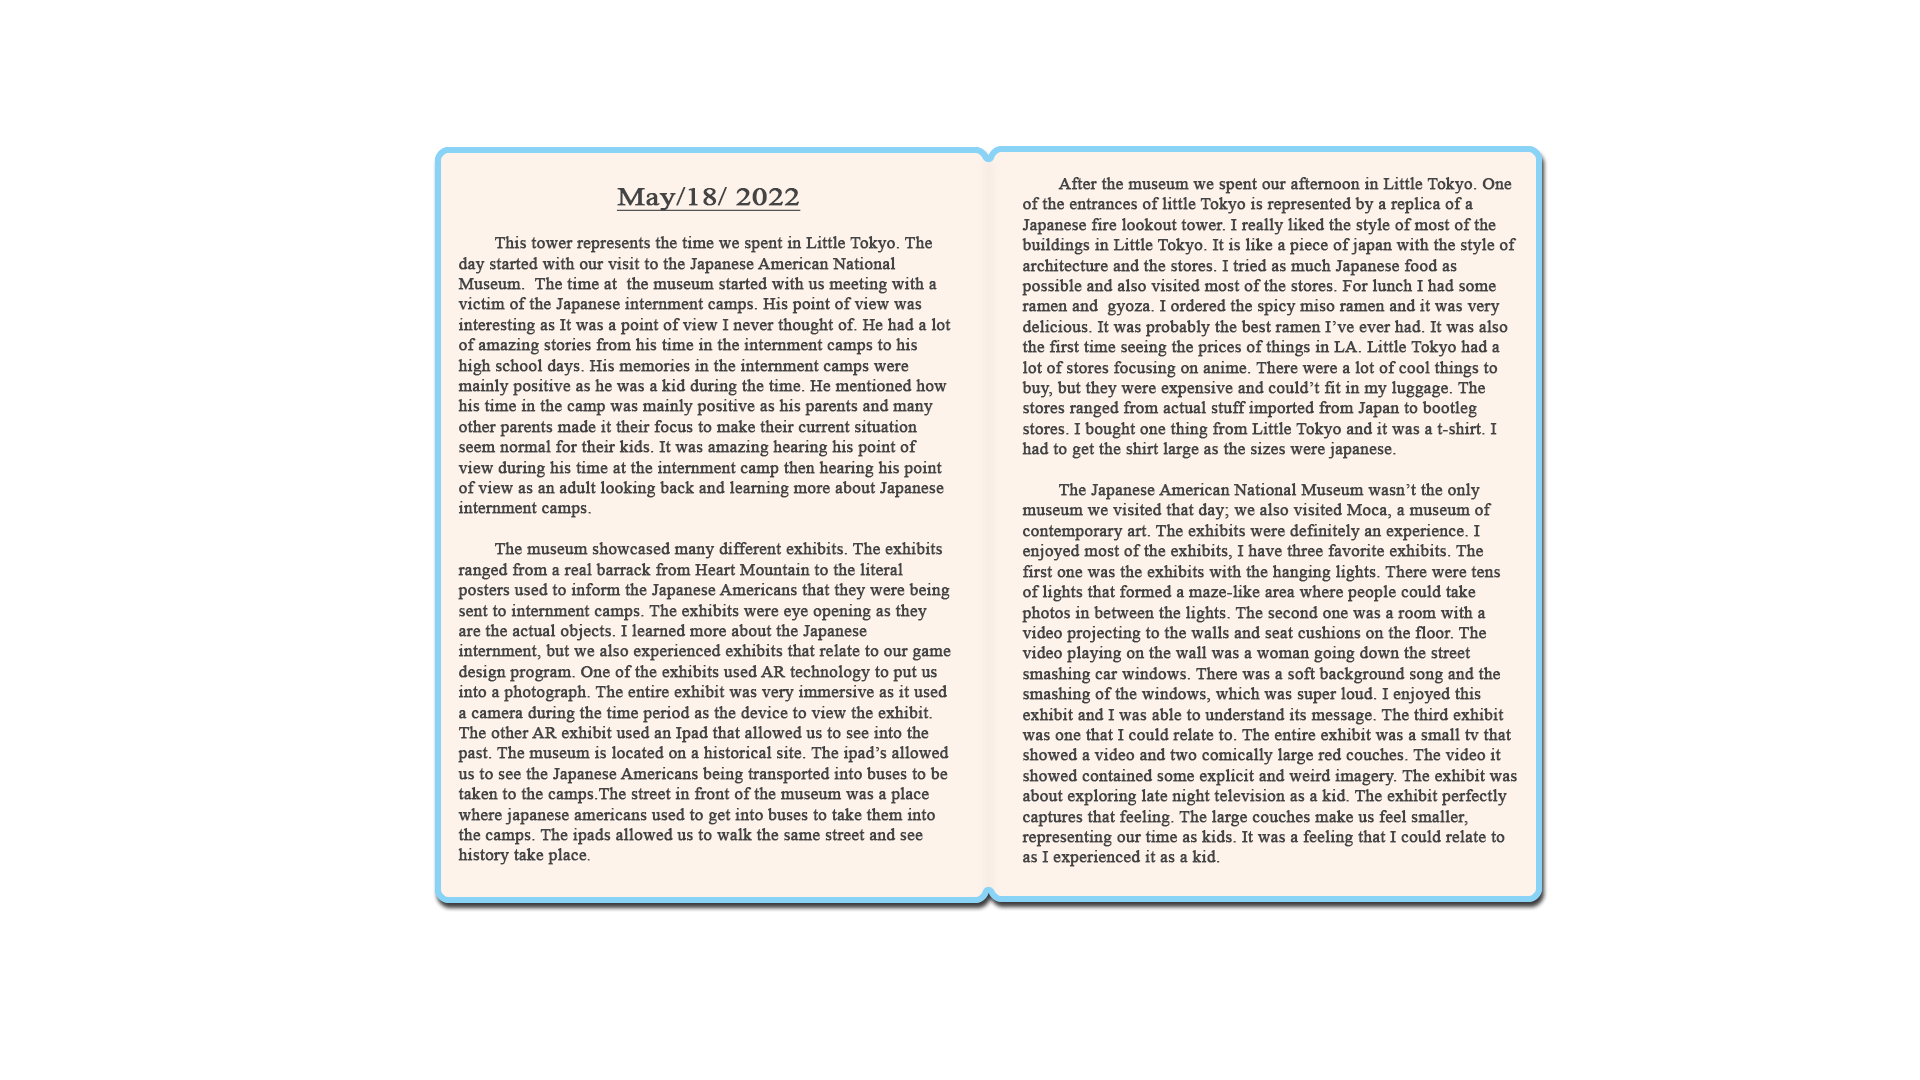 May/18/ 2022
This tower represents the time we spent in Little Tokyo. The
day started with our visit to the Japanese American National
Museum.  The time at  the museum started with us meeting with a
victim of the Japanese internment camps. His point of view was
interesting as It was a point of view I never thought of. He had a lot
of amazing stories from his time in the internment camps to his
high school days. His memories in the internment camps were
mainly positive as he was a kid during the time. He mentioned how
his time in the camp was mainly positive as his parents and many
other parents made it their focus to make their current situation
seem normal for their kids. It was amazing hearing his point of
view during his time at the internment camp then hearing his point
of view as an adult looking back and learning more about Japanese
internment camps.
The museum showcased many different exhibits. The exhibits
ranged from a real barrack from Heart Mountain to the literal
posters used to inform the Japanese Americans that they were being
sent to internment camps. The exhibits were eye opening as they
are the actual objects. I learned more about the Japanese
internment, but we also experienced exhibits that relate to our game
design program. One of the exhibits used AR technology to put us
into a photograph. The entire exhibit was very immersive as it used
a camera during the time period as the device to view the exhibit.
The other AR exhibit used an Ipad that allowed us to see into the
past. The museum is located on a historical site. The ipad’s allowed
us to see the Japanese Americans being transported into buses to be
taken to the camps.The street in front of the museum was a place
where japanese americans used to get into buses to take them into
the camps. The ipads allowed us to walk the same street and see
history take place.
After the museum we spent our afternoon in Little Tokyo. One
of the entrances of little Tokyo is represented by a replica of a
Japanese fire lookout tower. I really liked the style of most of the
buildings in Little Tokyo. It is like a piece of japan with the style of
architecture and the stores. I tried as much Japanese food as
possible and also visited most of the stores. For lunch I had some
ramen and  gyoza. I ordered the spicy miso ramen and it was very
delicious. It was probably the best ramen I’ve ever had. It was also
the first time seeing the prices of things in LA. Little Tokyo had a
lot of stores focusing on anime. There were a lot of cool things to
buy, but they were expensive and could’t fit in my luggage. The
stores ranged from actual stuff imported from Japan to bootleg
stores. I bought one thing from Little Tokyo and it was a t-shirt. I
had to get the shirt large as the sizes were japanese.
The Japanese American National Museum wasn’t the only
museum we visited that day; we also visited Moca, a museum of
contemporary art. The exhibits were definitely an experience. I
enjoyed most of the exhibits, I have three favorite exhibits. The
first one was the exhibits with the hanging lights. There were tens
of lights that formed a maze-like area where people could take
photos in between the lights. The second one was a room with a
video projecting to the walls and seat cushions on the floor. The
video playing on the wall was a woman going down the street
smashing car windows. There was a soft background song and the
smashing of the windows, which was super loud. I enjoyed this
exhibit and I was able to understand its message. The third exhibit
was one that I could relate to. The entire exhibit was a small tv that
showed a video and two comically large red couches. The video it
showed contained some explicit and weird imagery. The exhibit was
about exploring late night television as a kid. The exhibit perfectly
captures that feeling. The large couches make us feel smaller,
representing our time as kids. It was a feeling that I could relate to
as I experienced it as a kid.